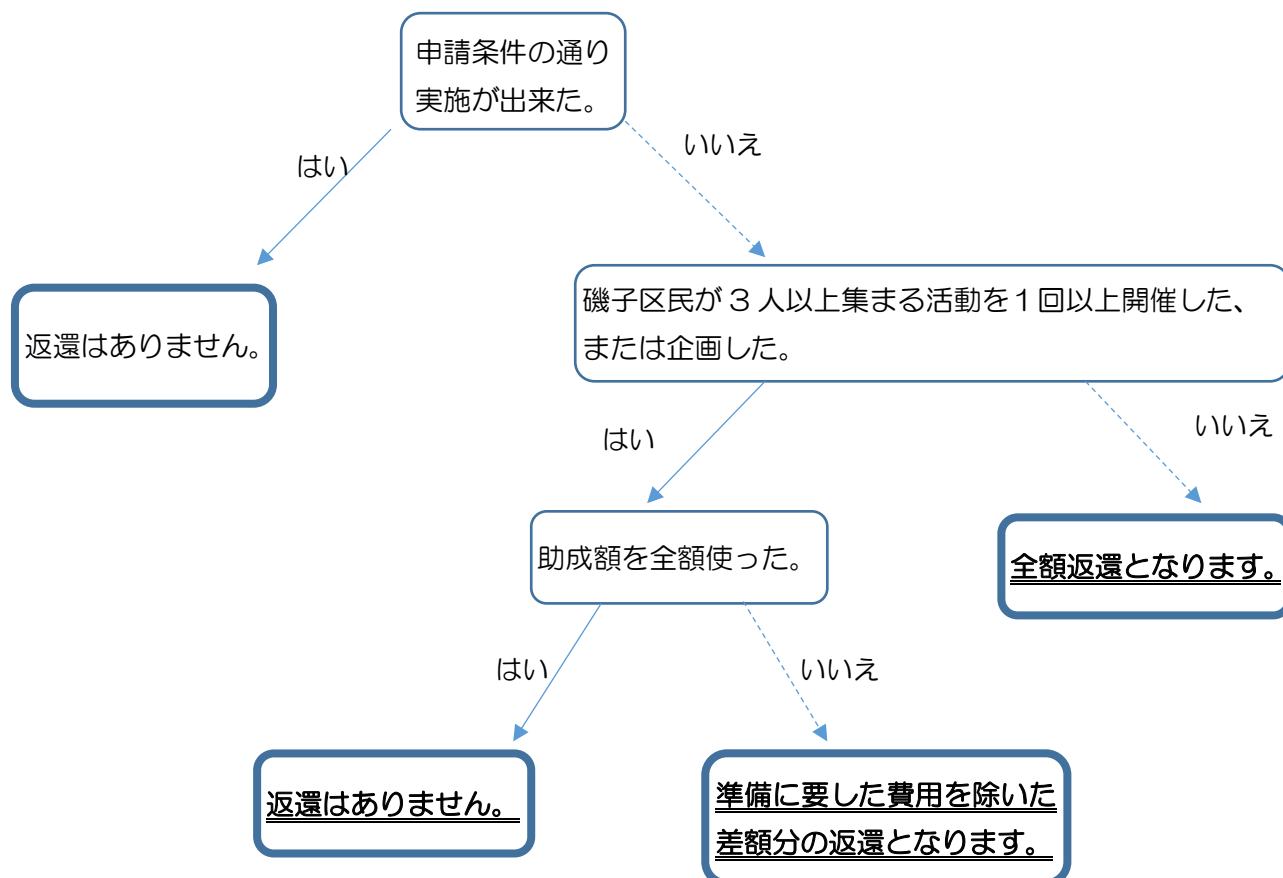 申請条件の通り
実施が出来た。
はい
いいえ
返還はありません。
磯子区民が３人以上集まる活動を１回以上開催した、
または企画した。
はい
いいえ
助成額を全額使った。
全額返還となります。
はい
いいえ
返還はありません。
準備に要した費用を除いた
差額分の返還となります。